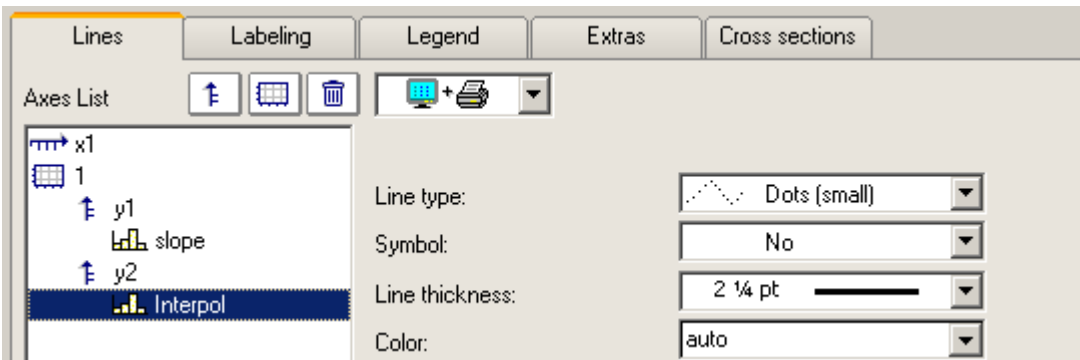 Lines Labeling Legend Extras Cross sections
Axes List
x1
1
y1
slope
y2
Interpol
Line type: Dots (small)
Symbol: No
Line thickness: 2 ¼ pt
Color: auto